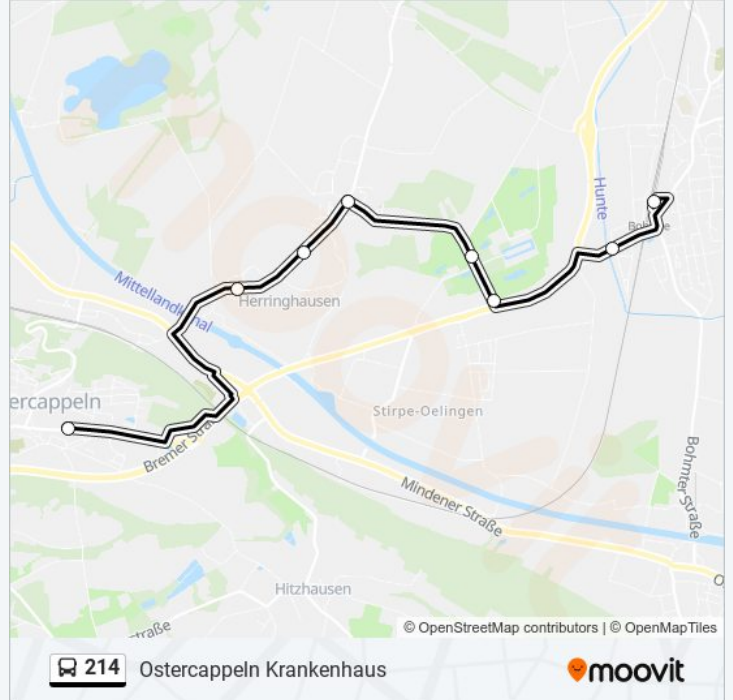 Hunte
Mittellandkanal
Herringhausen
ercappeln
Stirpe-Oelingen
Bremer Straß
Bohmter Straße
Mindener Straße
Hitzhausen
straße
© OpenStreetMap contributors | © OpenMapTiles
214 Ostercappeln Krankenhaus
moovit